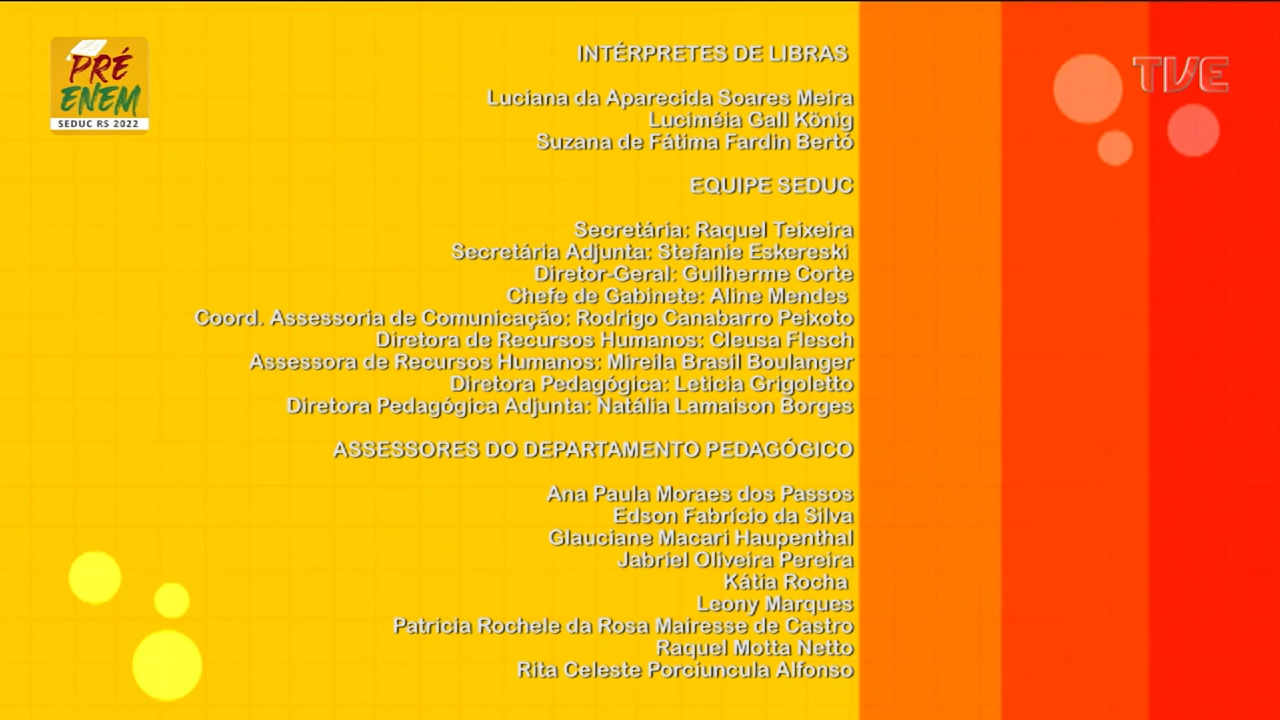 PRÉ
ENEM
SEDUC RS 2022
TVE
INTÉRPRETES DE LIBRAS
Luciana da Aparecida Soares Meira
Luciméia Gall König
Suzana de Fátima Fardin Bertó
EQUIPE SEDUC
Secretária: Raquel Teixeira
Secretária Adjunta: Stefanie Eskereski
Diretor-Geral: Guilherme Corte
Chefe de Gabinete: Aline Mendes
Coord. Assessoria de Comunicação: Rodrigo Canabarro Peixoto
Diretora de Recursos Humanos: Cleusa Flesch
Assessora de Recursos Humanos: Mireila Brasil Boulanger
Diretora Pedagógica: Leticia Grigoletto
Diretora Pedagógica Adjunta: Natália Lamaison Borges
ASSESSORES DO DEPARTAMENTO PEDAGÓGICO
Ana Paula Moraes dos Passos
Edson Fabrício da Silva
Glauciane Macari Haupenthal
Jabriel Oliveira Pereira
Kátia Rocha
Leony Marques
Patricia Rochele da Rosa Mairesse de Castro
Raquel Motta Netto
Rita Celeste Porciuncula Alfonso